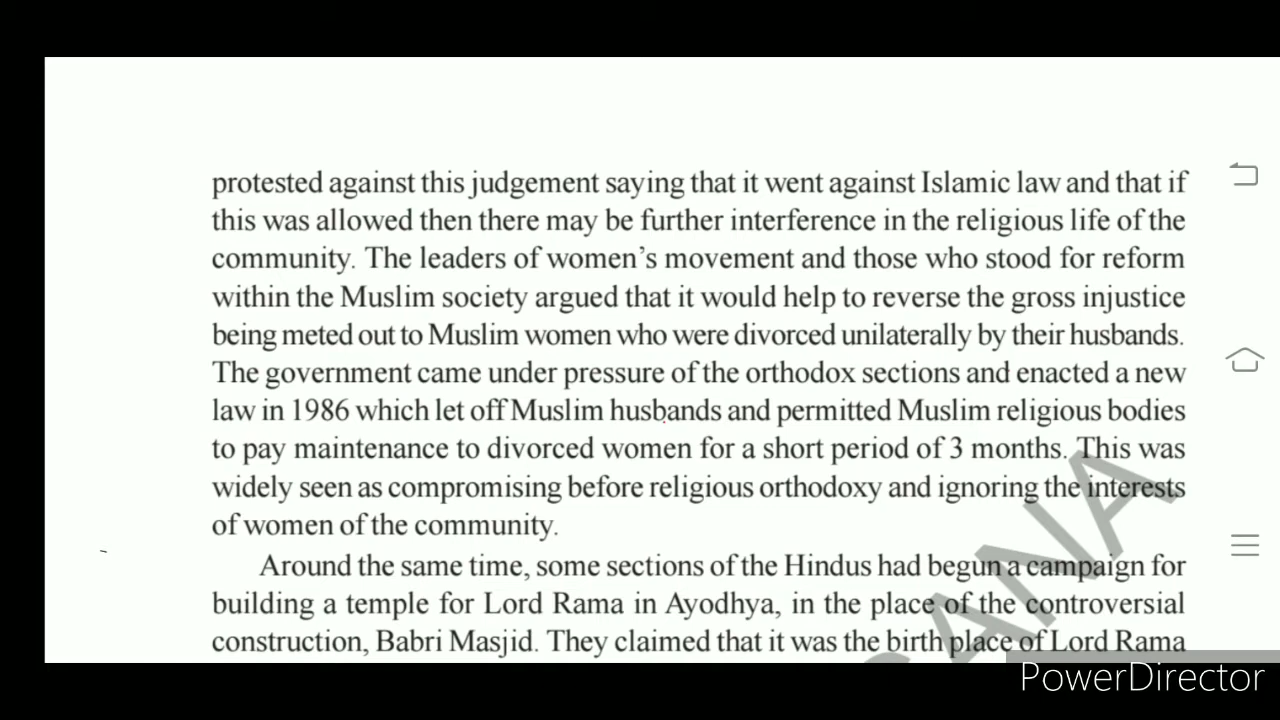 protested against this judgement saying that it went against Islamic law and that if
this was allowed then there may be further interference in the religious life of the
community. The leaders of women's movement and those who stood for reform
within the Muslim society argued that it would help to reverse the gross injustice
being meted out to Muslim women who were divorced unilaterally by their husbands.
The government came under pressure of the orthodox sections and enacted a new
law in 1986 which let off Muslim husbands and permitted Muslim religious bodies
to pay maintenance to divorced women for a short period of 3 months. This was
widely seen as compromising before religious orthodoxy and ignoring the interests
of women of the community.
Around the same time, some sections of the Hindus had begun a campaign for
building a temple for Lord Rama in Ayodhya, in the place of the controversial
construction, Babri Masjid. They claimed that it was the birth place of Lord Rama
PowerDirector